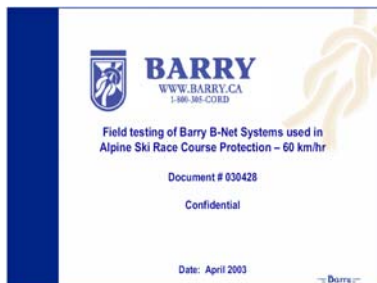 BARRY
WWW.BARRY.CA
1-800-305-CORD
Field testing of Barry B-Net Systems used in
Alpine Ski Race Course Protection – 60 km/hr
Document # 030428
Confidential
Date: April 2003
Barry